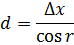 d = Δx / cos r